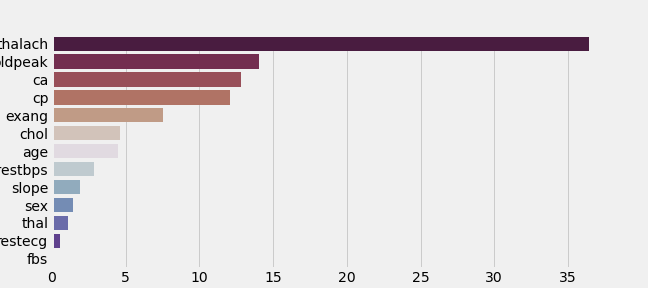 thalach
oldpeak
ca
cp
exang
chol
age
restbps
slope
sex
thal
restecg
fbs
0 5 10 15 20 25 30 35